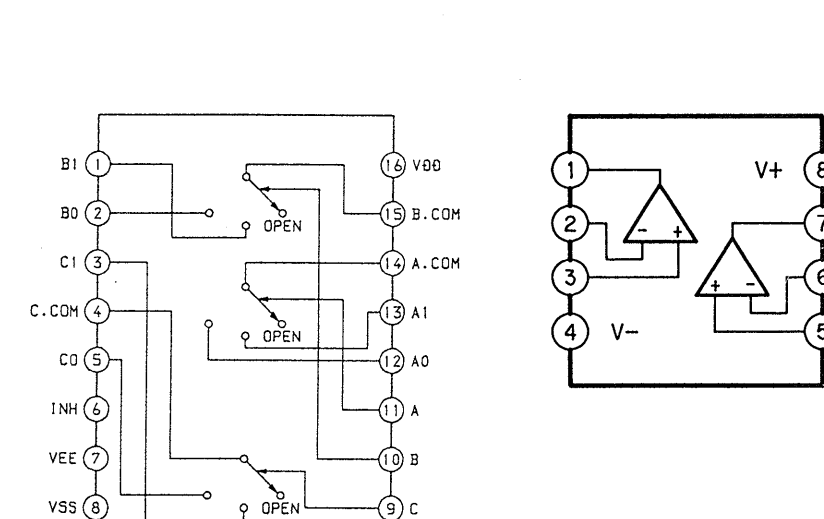 B1 1 16 VDD
B0 2 15 B.COM
OPEN
C1 3 14 A.COM
C.COM 4 13 A1
OPEN
C0 5 12 A0
INH 6 11 A
VEE 7 10 B
VSS 8 9 C
OPEN
1 V+ 8
2 - + 7
3 + - 6
4 V- 5